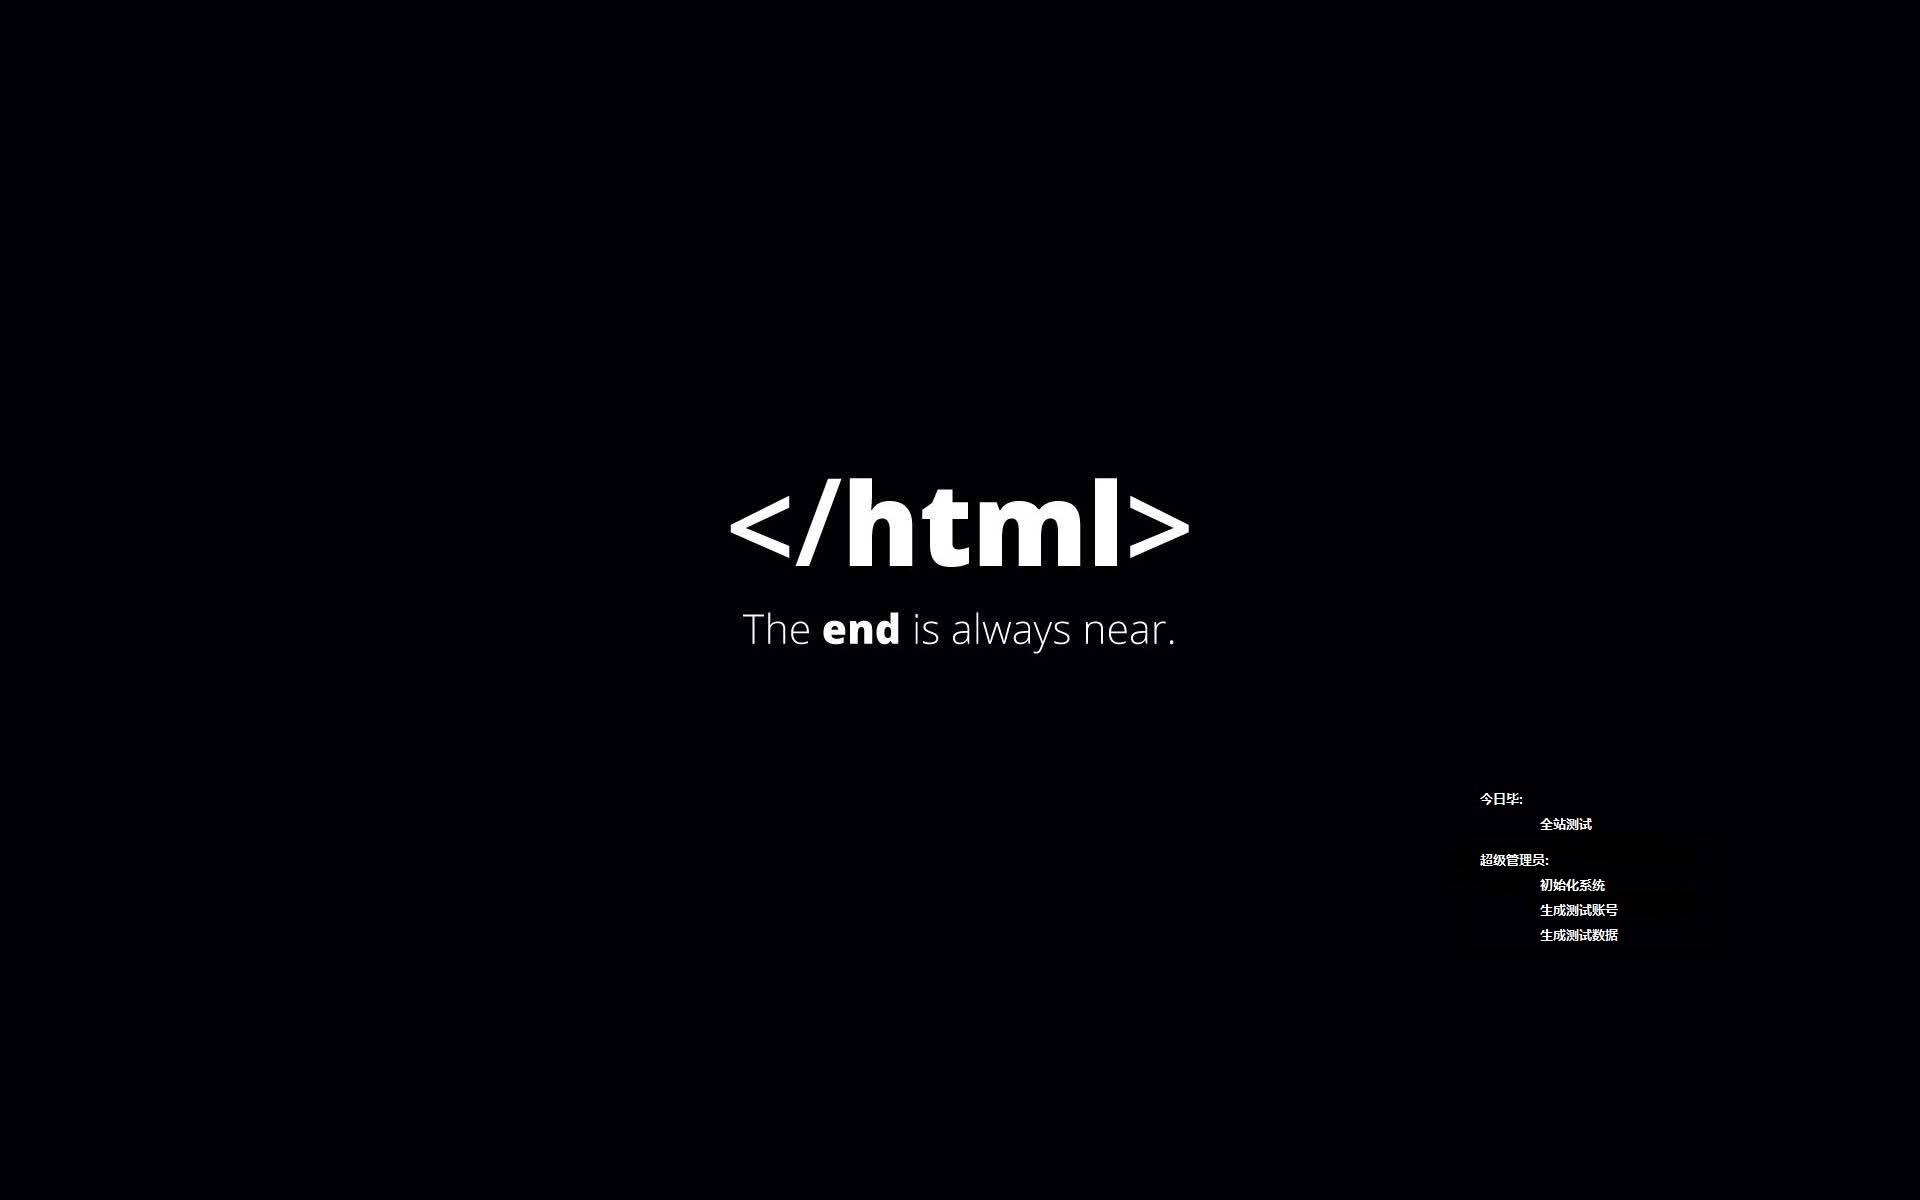 </html>
The end is always near.
今日毕:
全站测试
超级管理员:
初始化系统
生成测试账号
生成测试数据